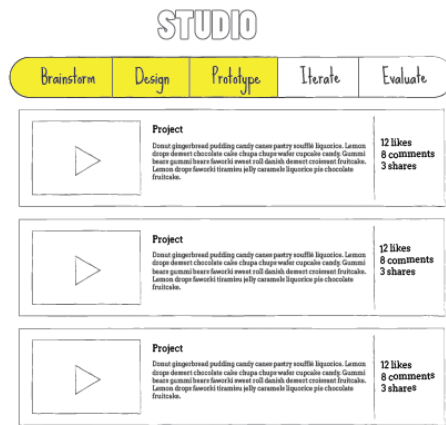 STUDIO
Brainstorm Design Prototype Iterate Evaluate
Project
Donut gingerbread pudding candy canes pastry soufflé liquorice. Lemon
drops dessert chocolate cake chupa chups wafer cupcake candy. Gummi
bears gummi bears faworki sweet roll danish dessert croissant fruitcake.
Lemon drops faworki tiramisu jelly caramels liquorice pie chocolate
fruitcake.
12 likes
8 comments
3 shares
Project
Donut gingerbread pudding candy canes pastry soufflé liquorice. Lemon
drops dessert chocolate cake chupa chups wafer cupcake candy. Gummi
bears gummi bears faworki sweet roll danish dessert croissant fruitcake.
Lemon drops faworki tiramisu jelly caramels liquorice pie chocolate
fruitcake.
12 likes
8 comments
3 shares
Project
Donut gingerbread pudding candy canes pastry soufflé liquorice. Lemon
drops dessert chocolate cake chupa chups wafer cupcake candy. Gummi
bears gummi bears faworki sweet roll danish dessert croissant fruitcake.
Lemon drops faworki tiramisu jelly caramels liquorice pie chocolate
fruitcake.
12 likes
8 comments
3 shares